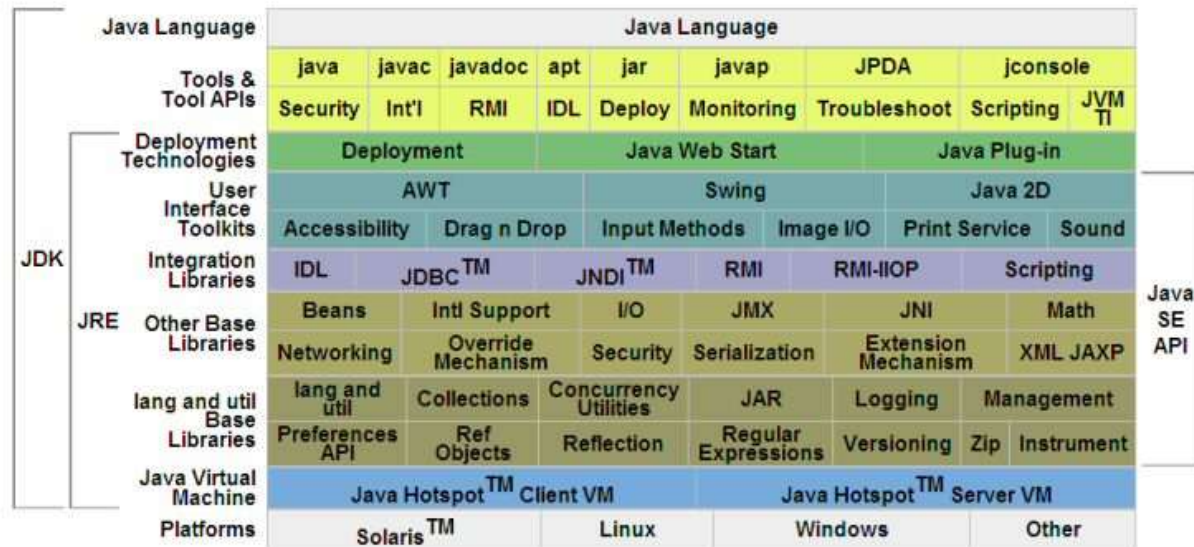 Java Language Java Language
Tools & Tool APIs java javac javadoc apt jar javap JPDA jconsole
Security Int'l RMI IDL Deploy Monitoring Troubleshoot Scripting JVM TI
Deployment Technologies Deployment Java Web Start Java Plug-in
User Interface Toolkits AWT Swing Java 2D
Accessibility Drag n Drop Input Methods Image I/O Print Service Sound
Integration Libraries IDL JDBC™ JNDI™ RMI RMI-IIOP Scripting
JDK
JRE
Other Base Libraries Beans Intl Support I/O JMX JNI Math
Networking Override Mechanism Security Serialization Extension Mechanism XML JAXP
Java SE API
lang and util Base Libraries lang and util Collections Concurrency Utilities JAR Logging Management
Preferences API Ref Objects Reflection Regular Expressions Versioning Zip Instrument
Java Virtual Machine Java Hotspot™ Client VM Java Hotspot™ Server VM
Platforms Solaris™ Linux Windows Other